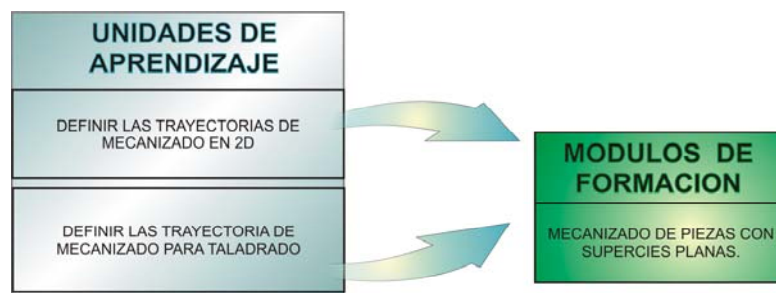 UNIDADES DE
APRENDIZAJE
DEFINIR LAS TRAYECTORIAS DE
MECANIZADO EN 2D
DEFINIR LAS TRAYECTORIA DE
MECANIZADO PARA TALADRADO
MODULOS DE
FORMACION
MECANIZADO DE PIEZAS CON
SUPERCIES PLANAS.